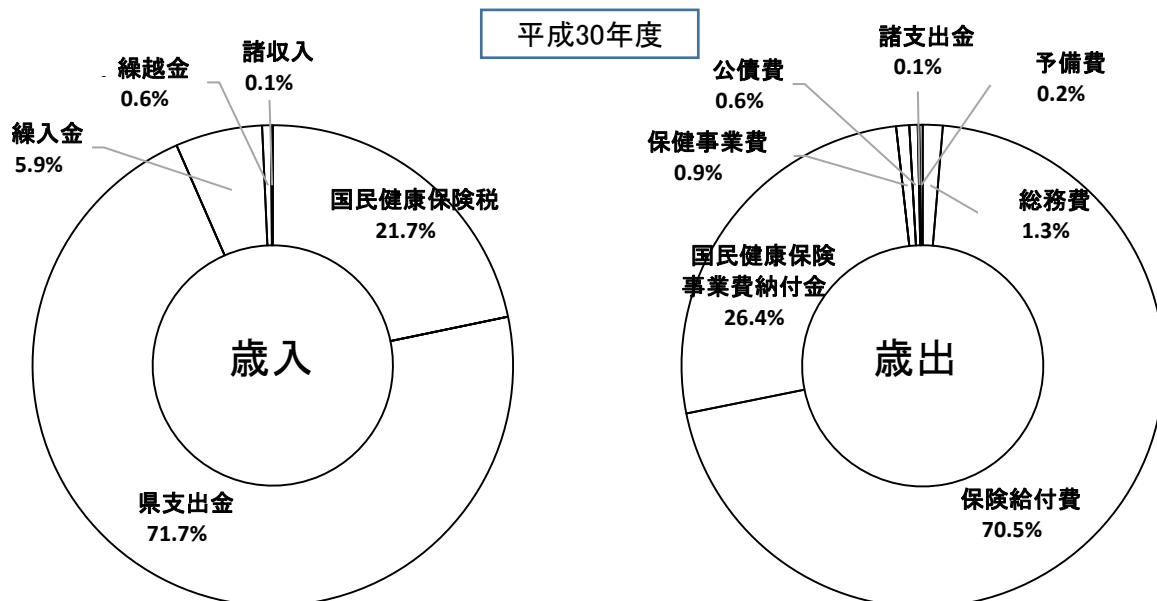 平成30年度
諸収入
0.1%
繰越金
0.6%
繰入金
5.9%
国民健康保険税
21.7%
歳入
県支出金
71.7%
諸支出金
0.1%
予備費
0.2%
公債費
0.6%
保健事業費
0.9%
総務費
1.3%
国民健康保険
事業費納付金
26.4%
歳出
保険給付費
70.5%